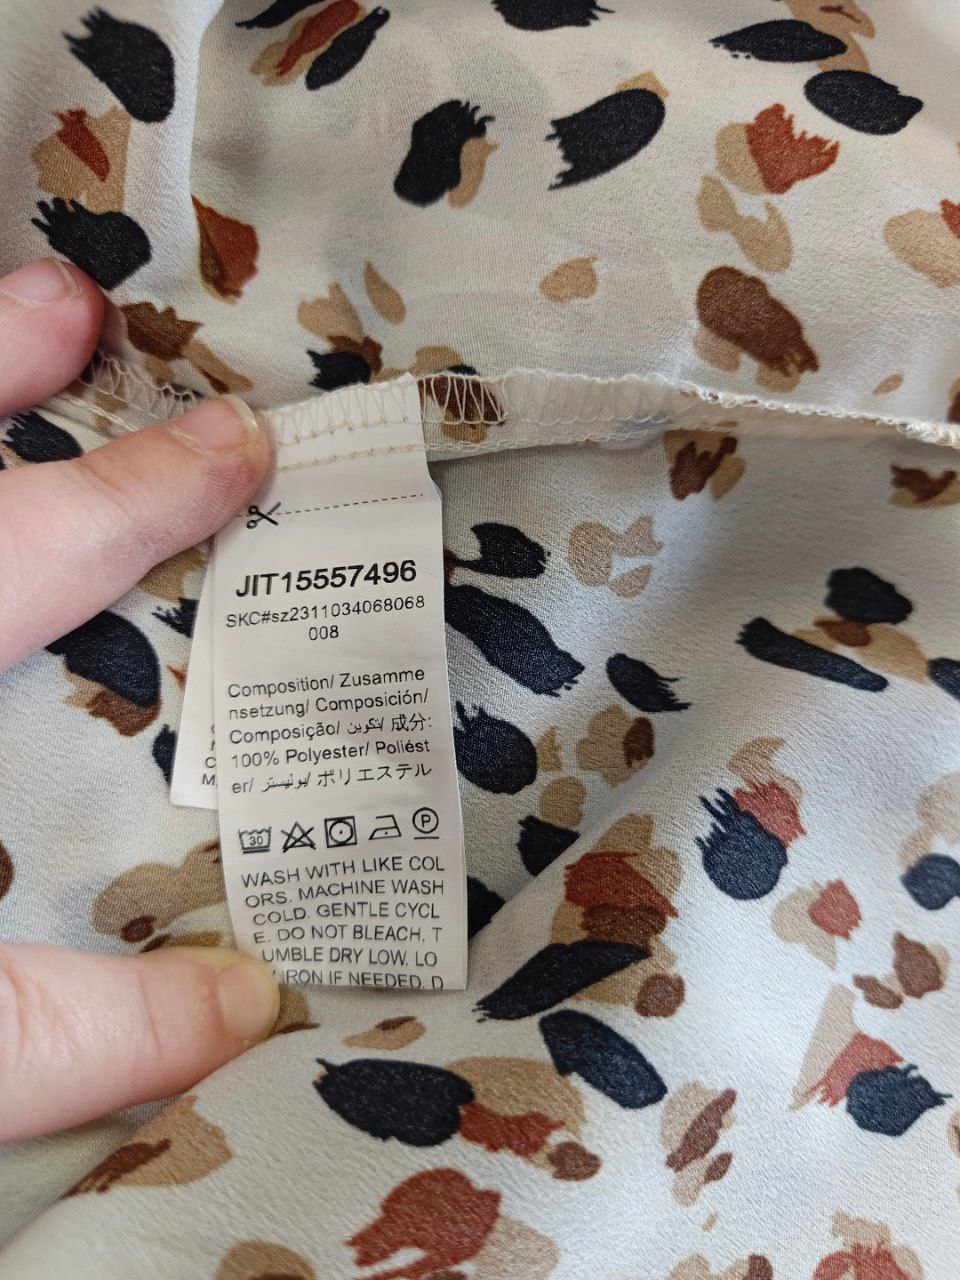 JIT15557496
SKC#sz2311034068068
008
Composition/ Zusamme
nsetzung/ Composición/
Composição/ تكوين/ 成分:
100% Polyester/ Poliést
er/ بوليستر/ ポリエステル
30
P
WASH WITH LIKE COL
ORS. MACHINE WASH
COLD. GENTLE CYCL
E. DO NOT BLEACH. T
UMBLE DRY LOW. LO
IRON IF NEEDED. D